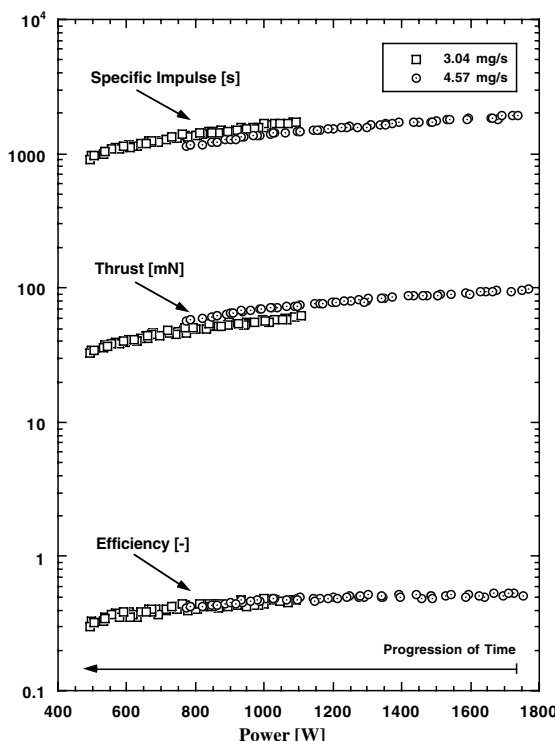 10⁴
3.04 mg/s
4.57 mg/s
Specific Impulse [s]
1000
Thrust [mN]
100
10
Efficiency [-]
1
Progression of Time
0.1
400 600 800 1000 1200 1400 1600 1800
Power [W]